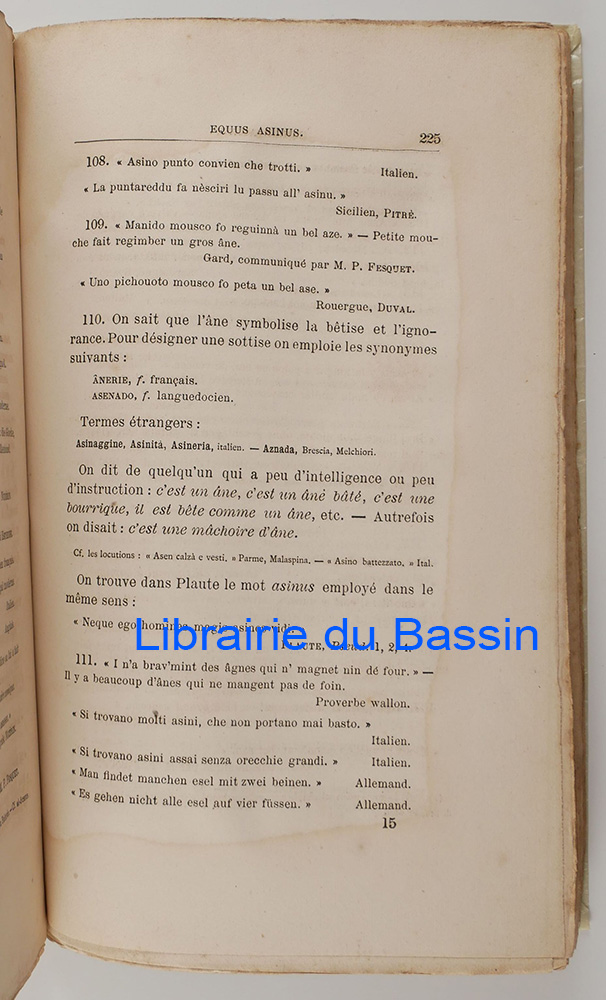 EQUUS ASINUS. 225
108. « Asino punto convien che trotti. »
Italien.
« La puntareddu fa nèsciri lu passu all' asinu. »
Sicilien, PITRÈ.
109. « Manido mousco fo reguinnà un bel aze. » — Petite mou-
che fait regimber un gros âne.
Gard, communiqué par M. P. FESQUET.
« Uno pichouoto mousco fo peta un bel ase. »
Rouergue, DUVAL.
110. On sait que l'âne symbolise la bêtise et l'igno-
rance. Pour désigner une sottise on emploie les synonymes
suivants :
ÂNERIE, f. français.
ASENADO, f. languedocien.
Termes étrangers :
Asinaggine, Asinità, Asineria, italien. — Aznada, Brescia, Melchiori.
On dit de quelqu'un qui a peu d'intelligence ou peu
d'instruction : c'est un âne, c'est un âne bâté, c'est une
bourrique, il est bête comme un âne, etc. — Autrefois
on disait : c'est une mâchoire d'âne.
Cf. les locutions : « Asen calzà e vesti. » Parme, Malaspina. — « Asino battezzato. » Ital.
On trouve dans Plaute le mot asinus employé dans le
même sens :
« Neque ego homines magis asinos vidi.
Librairie du Bassin
PLAUTE, 1, 2, 4.
111. « I n'a brav'mint des âgnes qui n' magnet nin dé four. » —
Il y a beaucoup d'ânes qui ne mangent pas de foin.
Proverbe wallon.
« Si trovano molti asini, che non portano mai basto. »
Italien.
« Si trovano asini assai senza orecchie grandi. » Italien.
« Man findet manchen esel mit zwei beinen. » Allemand.
« Es gehen nicht alle esel auf vier füssen. » Allemand.
15